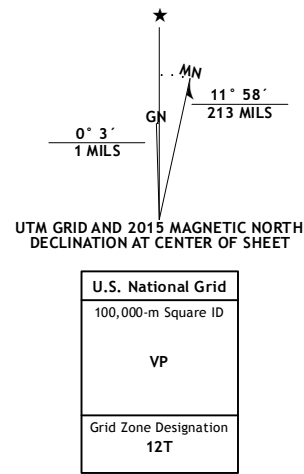 ★
MN
GN
11° 58´
213 MILS
0° 3´
1 MILS
UTM GRID AND 2015 MAGNETIC NORTH
DECLINATION AT CENTER OF SHEET
U.S. National Grid
100,000-m Square ID
VP
Grid Zone Designation
12T